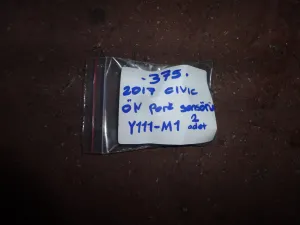 -375-
2017 CIVIC
ÖN Park sensörü
Y111-M1 2 adet